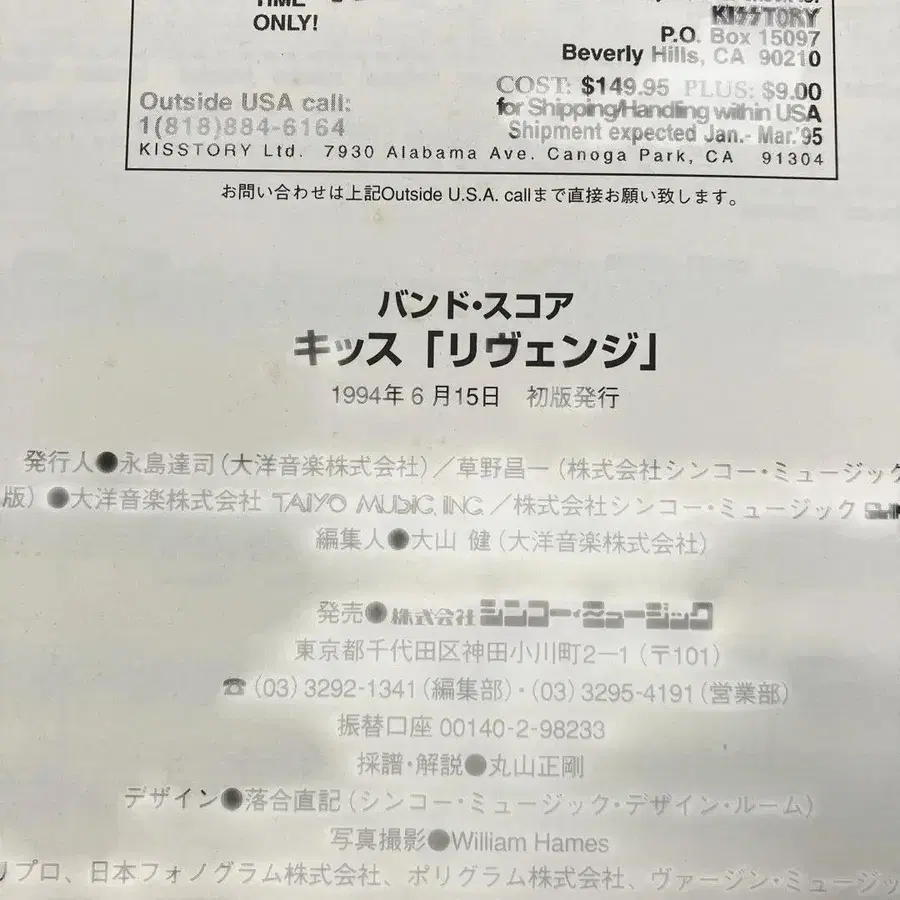 TIME
ONLY!
KISSTORY
P.O. Box 15097
Beverly Hills, CA 90210
COST: $149.95 PLUS: $9.00
for Shipping/Handling within USA
Shipment expected Jan.- Mar.'95
Outside USA call:
1(818)884-6164
KISSTORY Ltd. 7930 Alabama Ave. Canoga Park, CA 91304
お問い合わせは上記Outside U.S.A. callまで直接お願い致します。
バンド・スコア
キッス「リヴェンジ」
1994年6月15日 初版発行
発行人●永島達司(大洋音楽株式会社)/草野昌一(株式会社シンコー・ミュージック
版)●大洋音楽株式会社 TAIYO MUSIC, INC./株式会社シンコー・ミュージック
編集人●大山 健(大洋音楽株式会社)
発売●株式会社シンコー・ミュージック
東京都千代田区神田小川町2―1(〒101)
☎(03)3292-1341(編集部)・(03)3295-4191(営業部)
振替口座 00140-2-98233
採譜・解説●丸山正剛
デザイン●落合直記(シンコー・ミュージック・デザイン・ルーム)
写真撮影●William Hames
リプロ、日本フォノグラム株式会社、ポリグラム株式会社、ヴァージン・ミュージッ